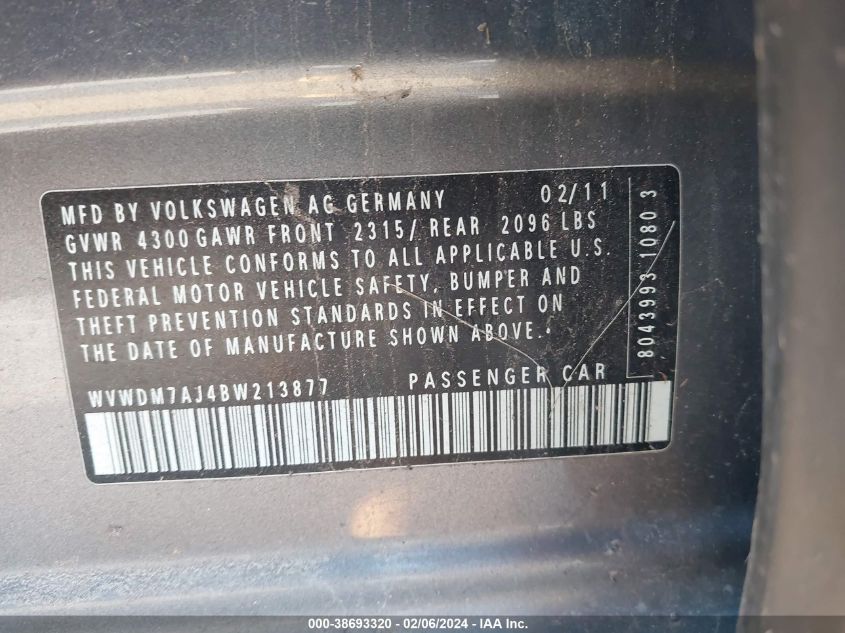 MFD BY VOLKSWAGEN AG GERMANY 02/11
GVWR 4300 GAWR FRONT 2315/ REAR 2096 LBS
THIS VEHICLE CONFORMS TO ALL APPLICABLE U.S.
FEDERAL MOTOR VEHICLE SAFETY, BUMPER AND
THEFT PREVENTION STANDARDS IN EFFECT ON
THE DATE OF MANUFACTURE SHOWN ABOVE.
WVWDM7AJ4BW213877 PASSENGER CAR
8043993 1080 3
000-38693320 - 02/06/2024 - IAA Inc.